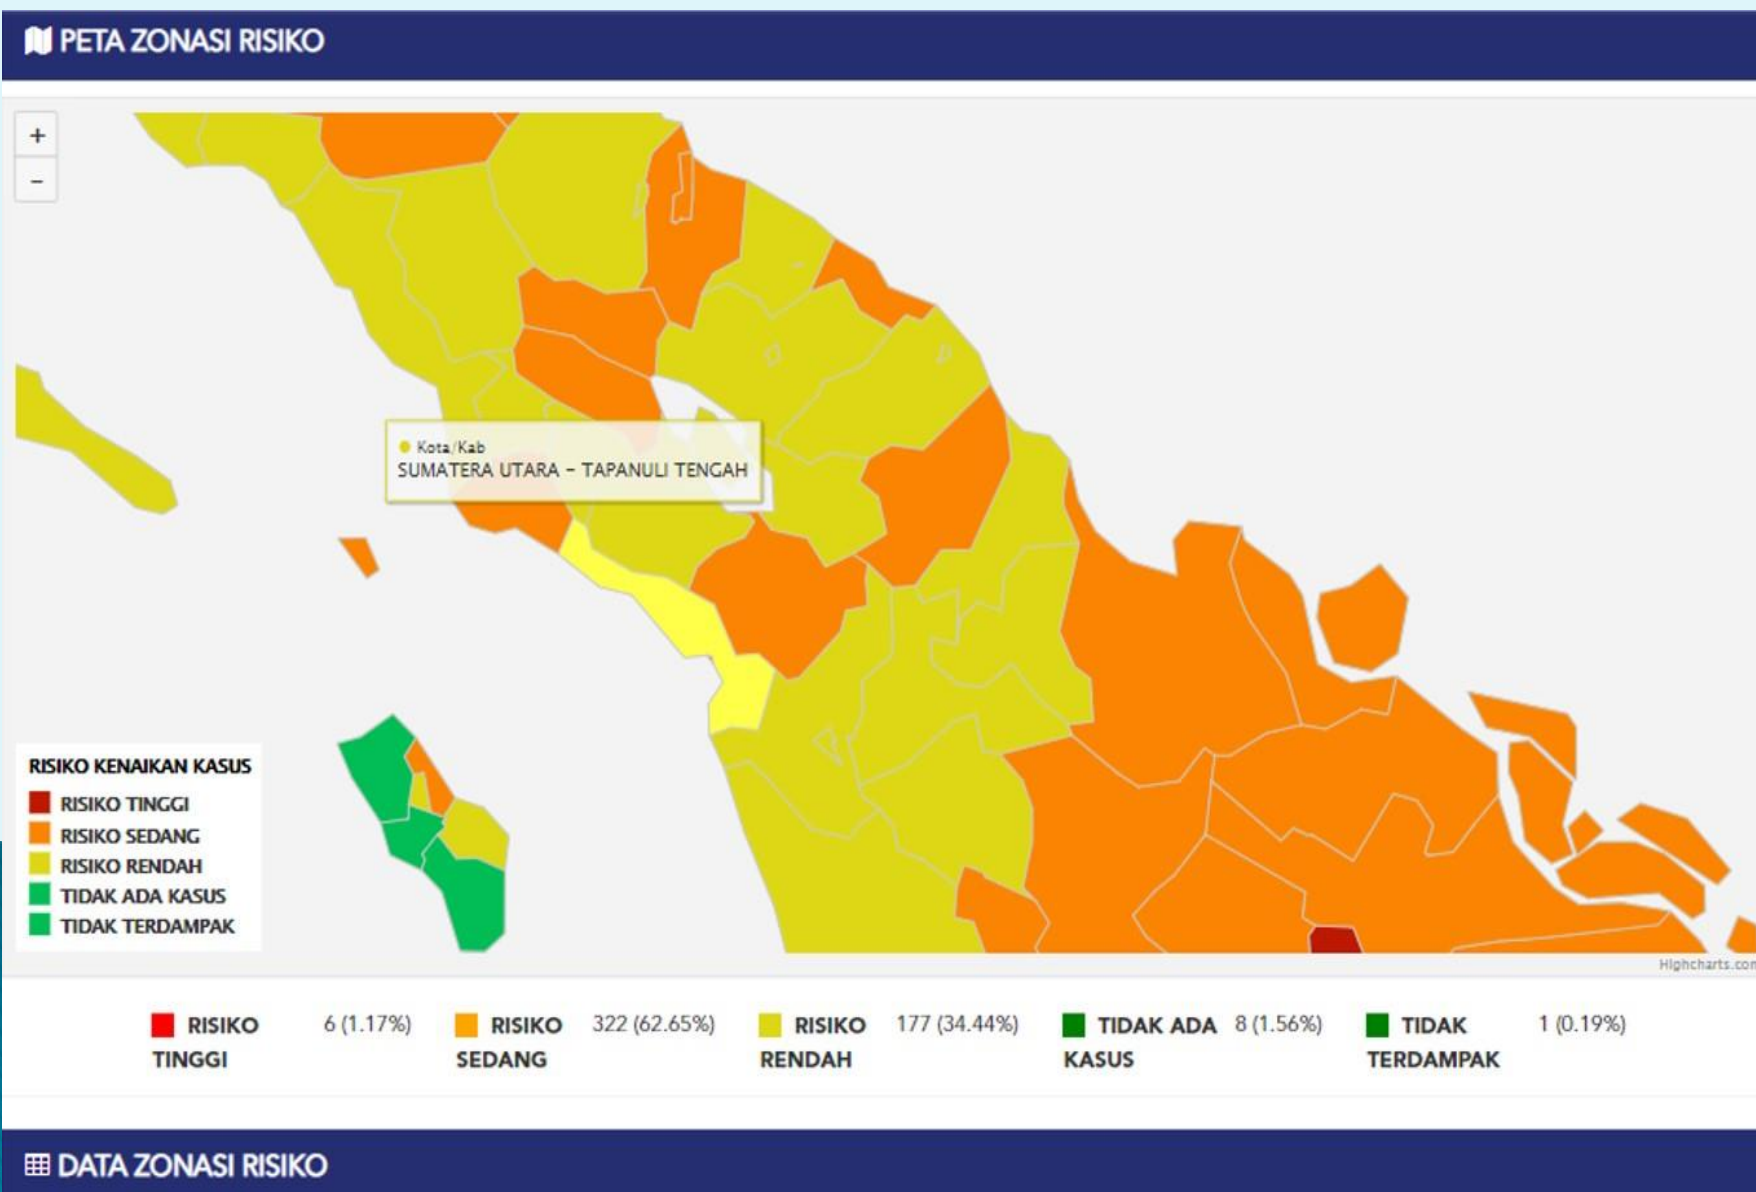 PETA ZONASI RISIKO
+
−
Kota/Kab
SUMATERA UTARA - TAPANULI TENGAH
RISIKO KENAIKAN KASUS
RISIKO TINGGI
RISIKO SEDANG
RISIKO RENDAH
TIDAK ADA KASUS
TIDAK TERDAMPAK
Highcharts.com
RISIKO TINGGI 6 (1.17%)
RISIKO SEDANG 322 (62.65%)
RISIKO RENDAH 177 (34.44%)
TIDAK ADA KASUS 8 (1.56%)
TIDAK TERDAMPAK 1 (0.19%)
DATA ZONASI RISIKO